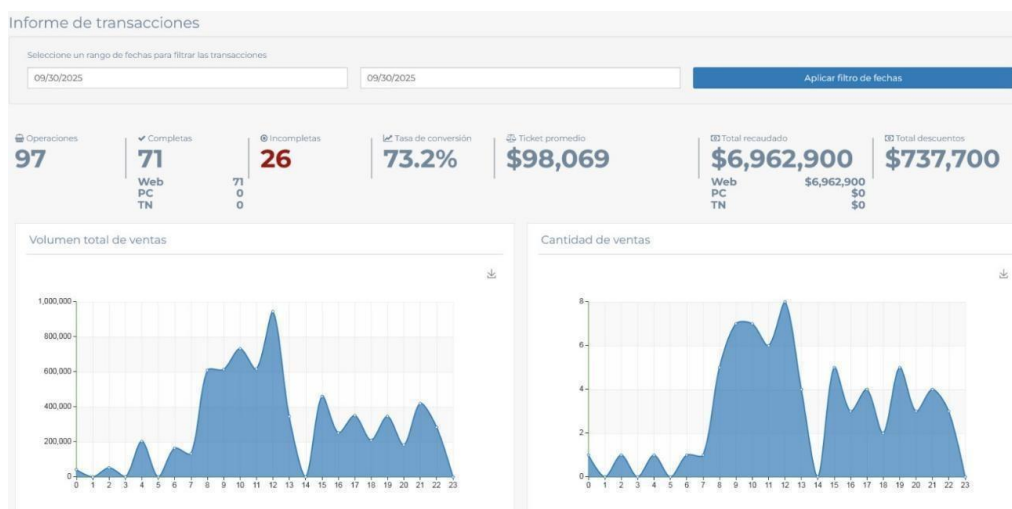 Informe de transacciones
Seleccione un rango de fechas para filtrar las transacciones
09/30/2025 09/30/2025 Aplicar filtro de fechas
Operaciones Completas Incompletas Tasa de conversión Ticket promedio Total recaudado Total descuentos
97 71 26 73.2% $98,069 $6,962,900 $737,700
Web 71 Web $6,962,900
PC 0 PC $0
TN 0 TN $0
Volumen total de ventas Cantidad de ventas
1,000,000
800,000
600,000
400,000
200,000
0
0 1 2 3 4 5 6 7 8 9 10 11 12 13 14 15 16 17 18 19 20 21 22 23
8
6
4
2
0
0 1 2 3 4 5 6 7 8 9 10 11 12 13 14 15 16 17 18 19 20 21 22 23